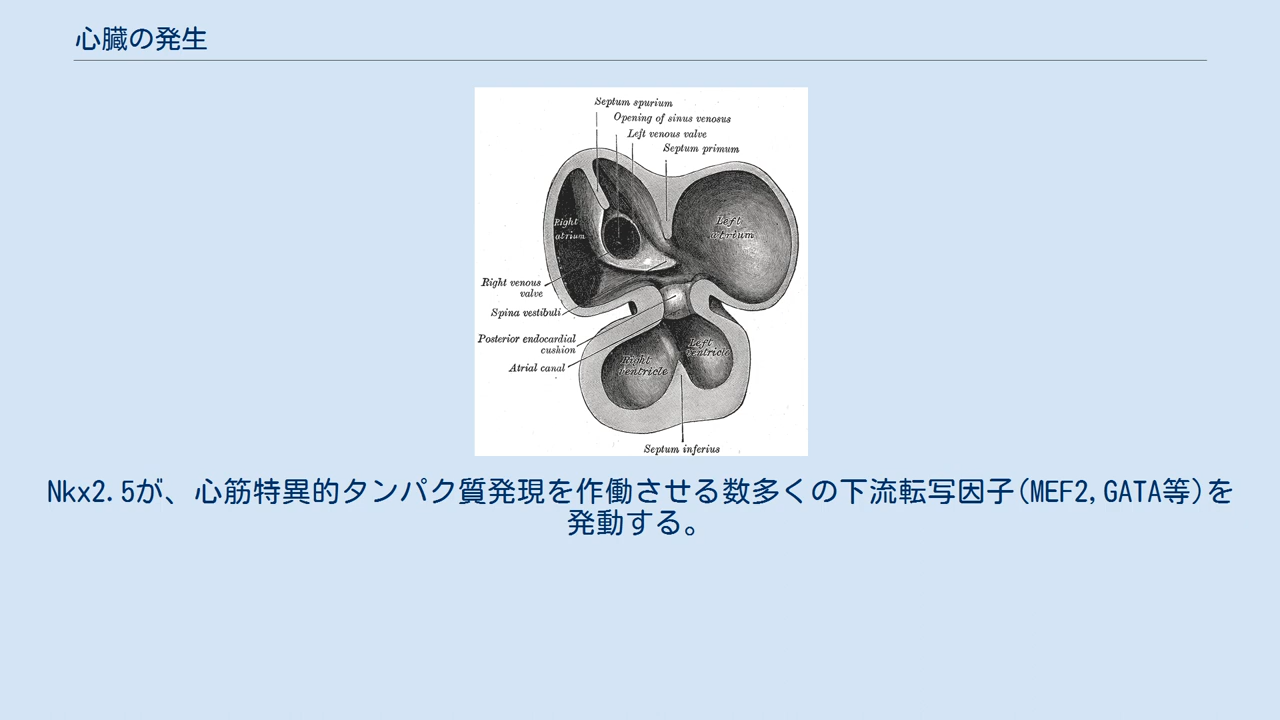 心臓の発生
Septum spurium
Opening of sinus venosus
Left venous valve
Septum primum
Right
atrium
Left
atrium
Right venous
valve
Spina vestibuli
Posterior endocardial
cushion
Atrial canal
Right
ventricle
Left
ventricle
Septum inferius
Nkx2.5が、心筋特異的タンパク質発現を作働させる数多くの下流転写因子(MEF2,GATA等)を
発動する。